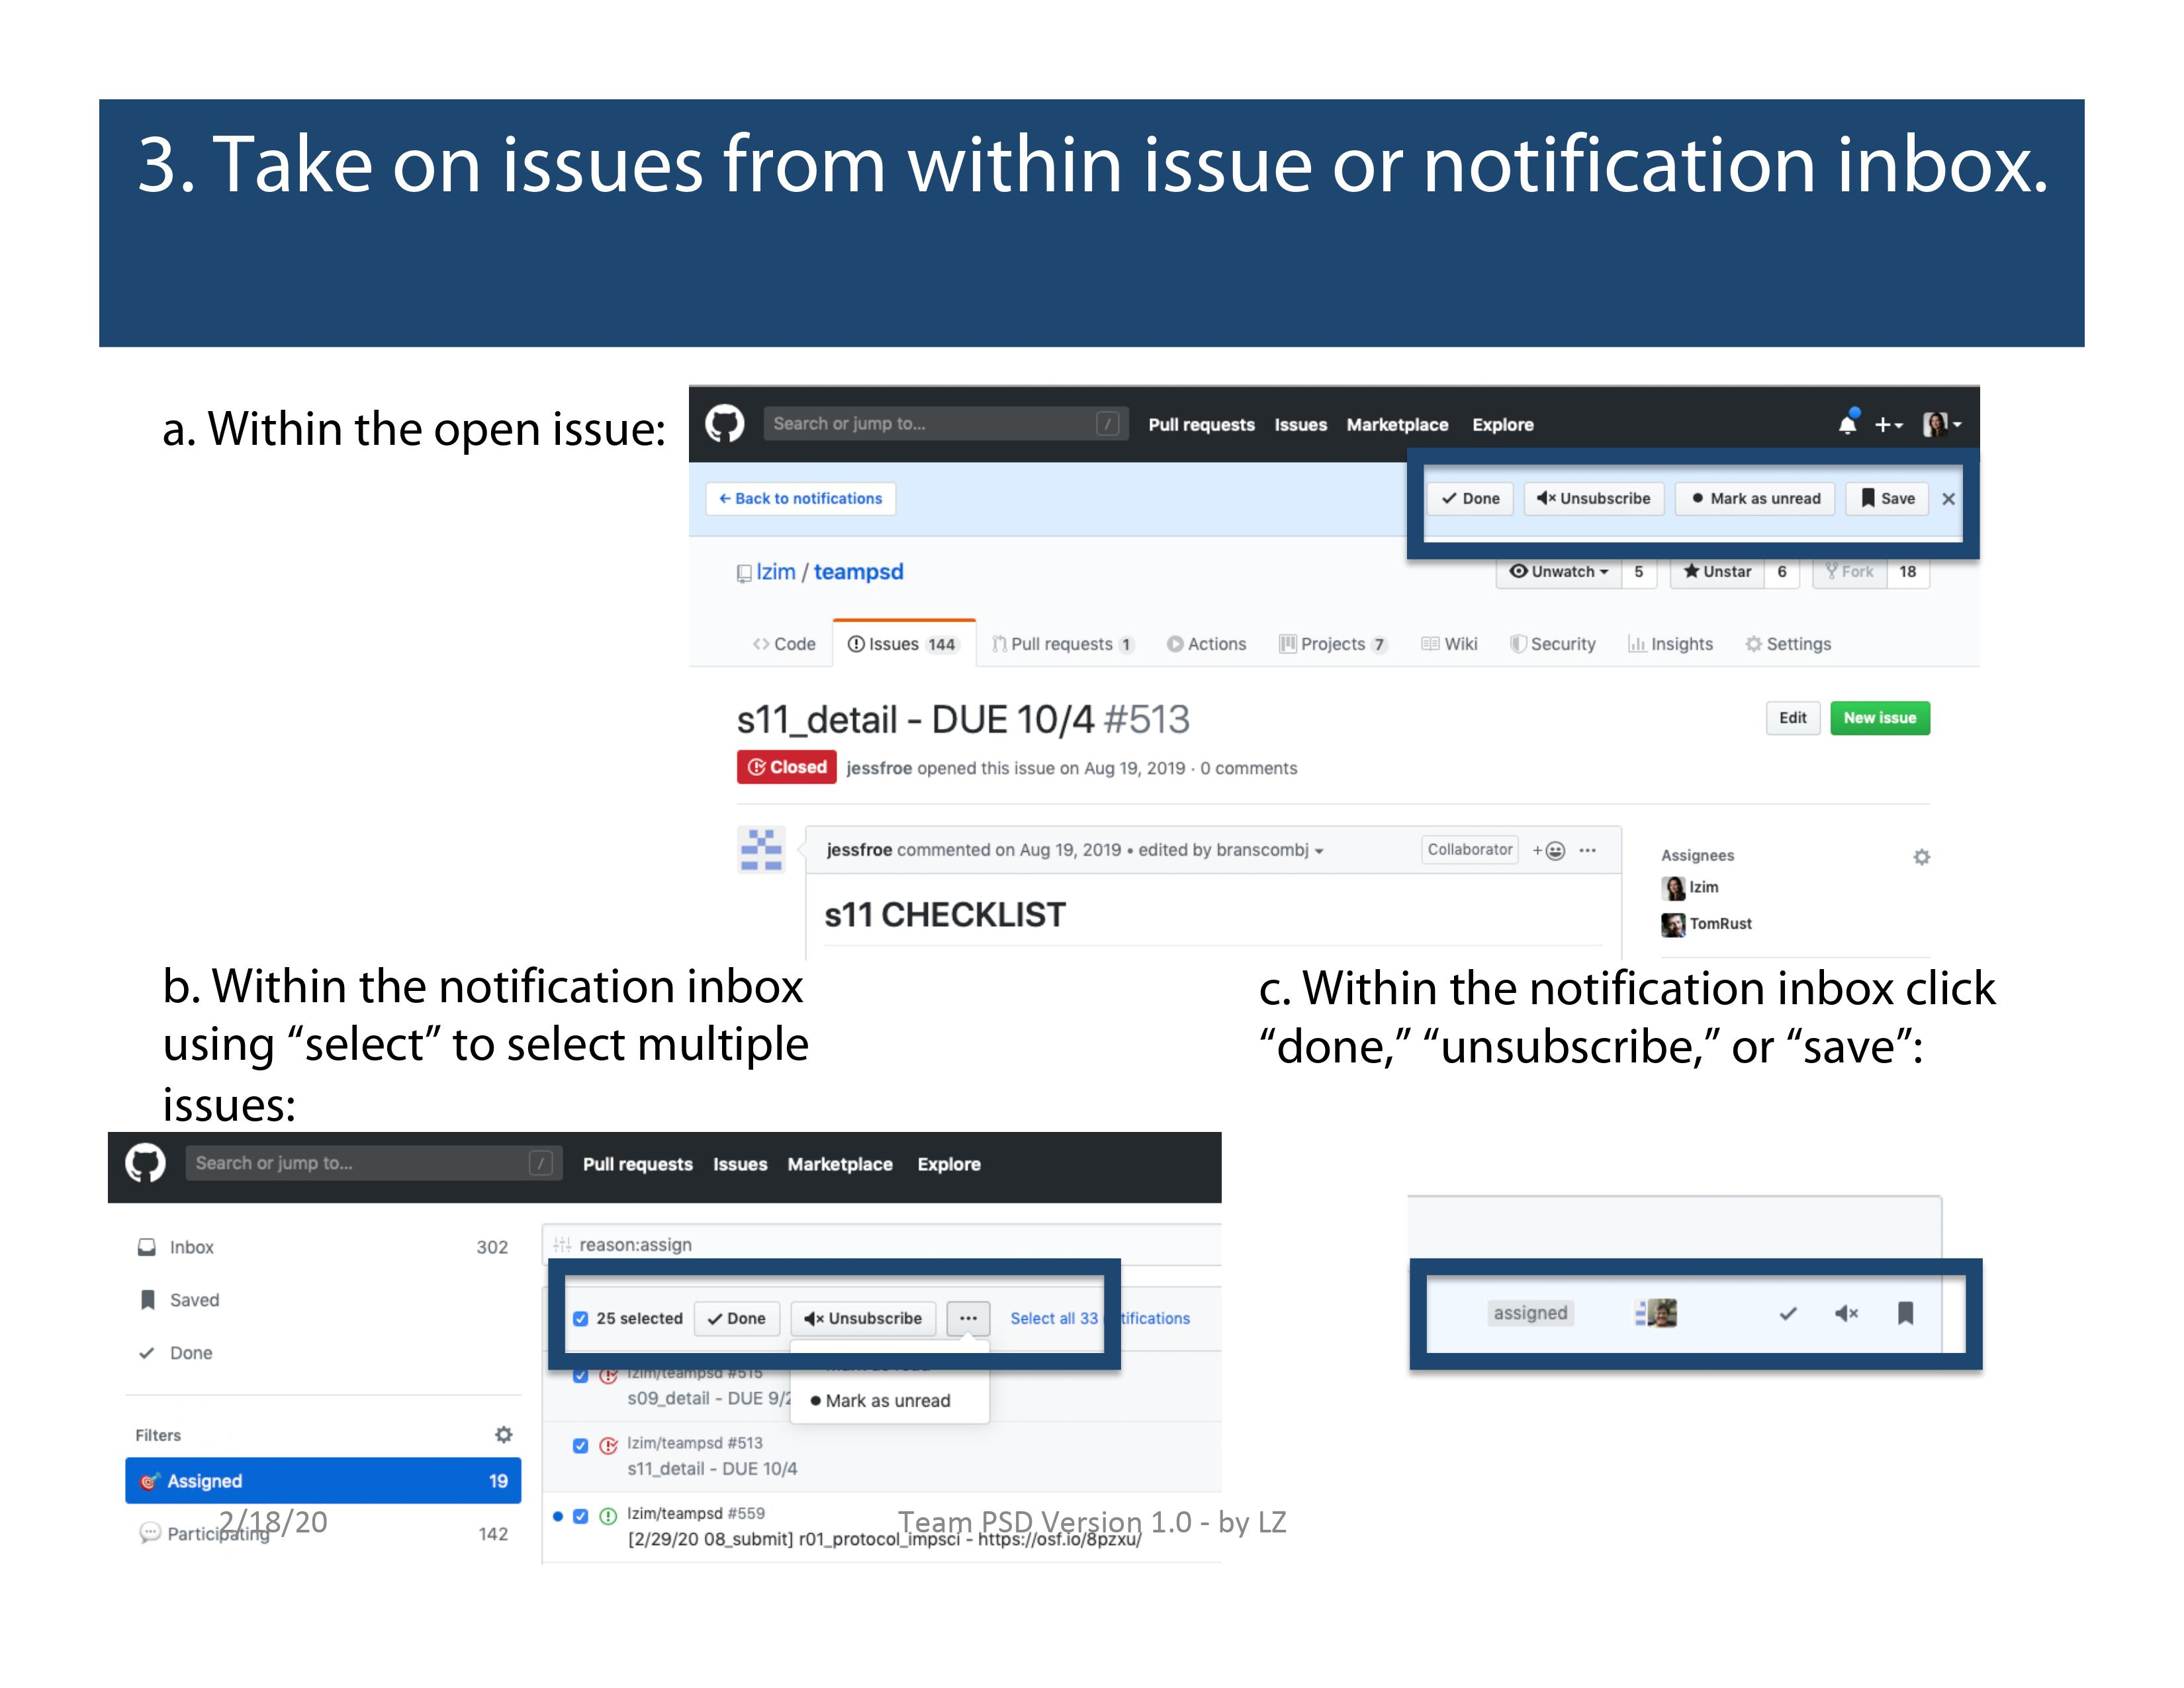 3. Take on issues from within issue or notification inbox.
a. Within the open issue:
Search or jump to... / Pull requests Issues Marketplace Explore
← Back to notifications Done Unsubscribe Mark as unread Save ×
lzim / teampsd Unwatch 5 Unstar 6 Fork 18
<> Code Issues 144 Pull requests 1 Actions Projects 7 Wiki Security Insights Settings
s11_detail - DUE 10/4 #513 Edit New issue
Closed jessfroe opened this issue on Aug 19, 2019 · 0 comments
jessfroe commented on Aug 19, 2019 • edited by branscombj Collaborator + ...
Assignees
lzim
s11 CHECKLIST
TomRust
b. Within the notification inbox
using “select” to select multiple
issues:
c. Within the notification inbox click
“done,” “unsubscribe,” or “save”:
Search or jump to... / Pull requests Issues Marketplace Explore
Inbox 302
Saved
Done
Filters
Assigned 19
Participating 142
reason:assign
25 selected Done Unsubscribe ... Select all 33
lzim/teampsd #515
s09_detail - DUE 9/2
Mark as unread
lzim/teampsd #513
s11_detail - DUE 10/4
lzim/teampsd #559
[2/29/20 08_submit] r01_protocol_impsci - https://osf.io/8pzxu/
assigned
2/18/20
Team PSD Version 1.0 - by LZ